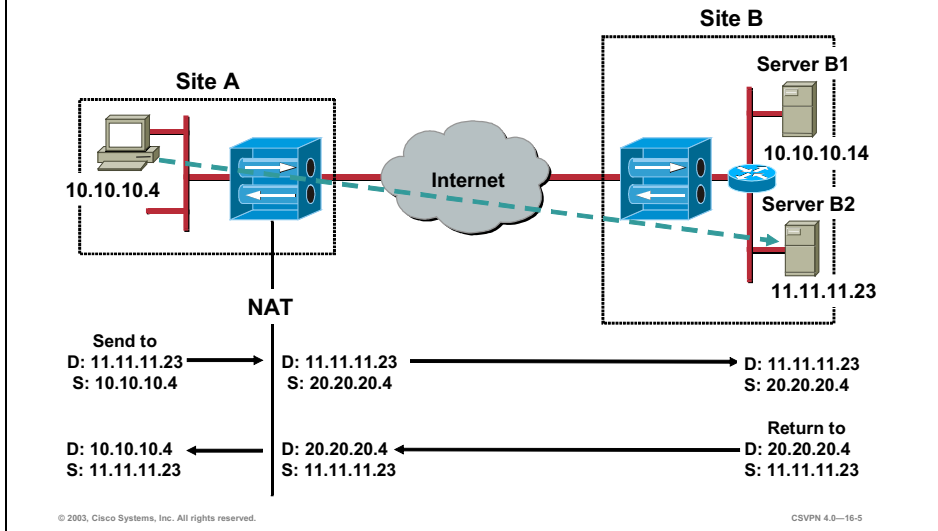 Site B
Server B1
Site A
10.10.10.14
Internet
10.10.10.4
Server B2
11.11.11.23
NAT
Send to
D: 11.11.11.23
S: 10.10.10.4
D: 11.11.11.23
S: 20.20.20.4
D: 11.11.11.23
S: 20.20.20.4
Return to
D: 10.10.10.4
S: 11.11.11.23
D: 20.20.20.4
S: 11.11.11.23
D: 20.20.20.4
S: 11.11.11.23
© 2003, Cisco Systems, Inc. All rights reserved.
CSVPN 4.0—16-5